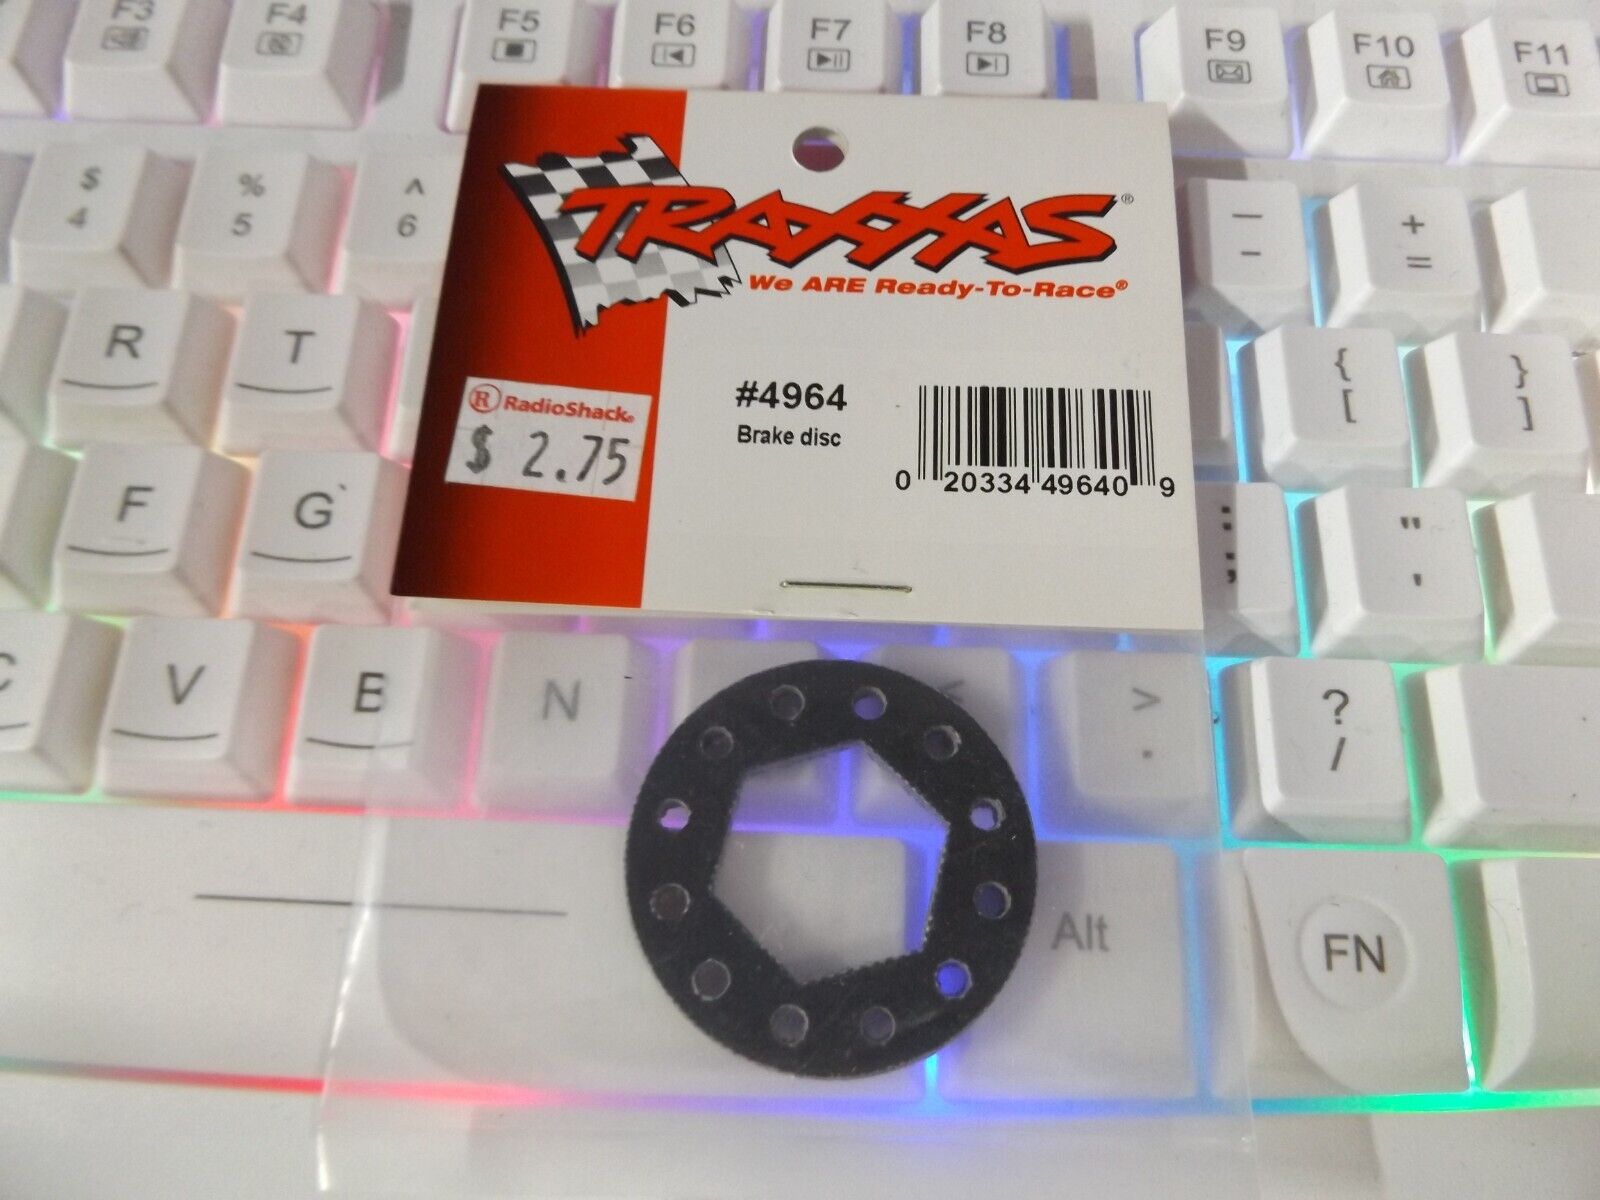 F3 F4 F5 F6 F7 F8 F9 F10 F11
$ % ^ — +
4 5 6 - =
TRAXXAS®
We ARE Ready-To-Race®
R T { }
[ ]
#4964
Brake disc
® RadioShack®
$ 2.75
0 20334 49640 9
F G : "
; '
C V B N < > ?
. /
Alt FN